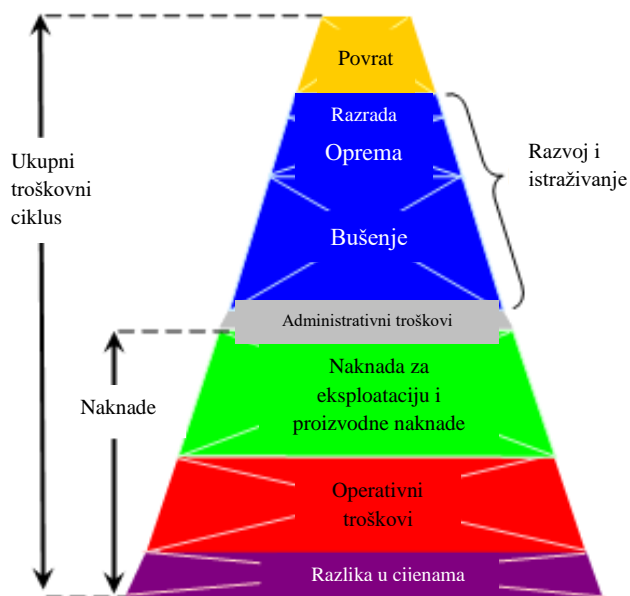 Povrat
Razrada
Oprema
Bušenje
Razvoj i
istraživanje
Ukupni
troškovni
ciklus
Administrativni troškovi
Naknade
Naknada za
eksploataciju i
proizvodne naknade
Operativni
troškovi
Razlika u cijenama